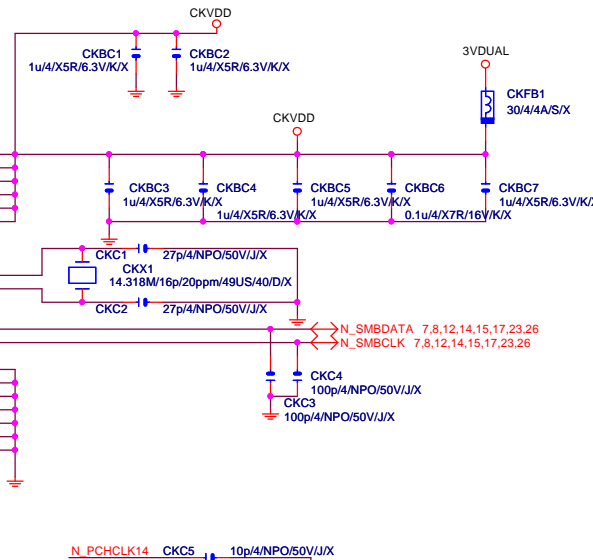 CKVDD
CKBC1
1u/4/X5R/6.3V/K/X
CKBC2
1u/4/X5R/6.3V/K/X
3VDUAL
CKFB1
30/4/4A/S/X
CKVDD
CKBC3
1u/4/X5R/6.3V/K/X
CKBC4
1u/4/X5R/6.3V/K/X
CKBC5
1u/4/X5R/6.3V/K/X
CKBC6
0.1u/4/X7R/16V/K/X
CKBC7
1u/4/X5R/6.3V/K/
CKC1
27p/4/NPO/50V/J/X
CKX1
14.318M/16p/20ppm/49US/40/D/X
CKC2
27p/4/NPO/50V/J/X
N_SMBDATA 7,8,12,14,15,17,23,26
N_SMBCLK 7,8,12,14,15,17,23,26
CKC4
100p/4/NPO/50V/J/X
CKC3
100p/4/NPO/50V/J/X
N_PCHCLK14 CKC5 10p/4/NPO/50V/J/X